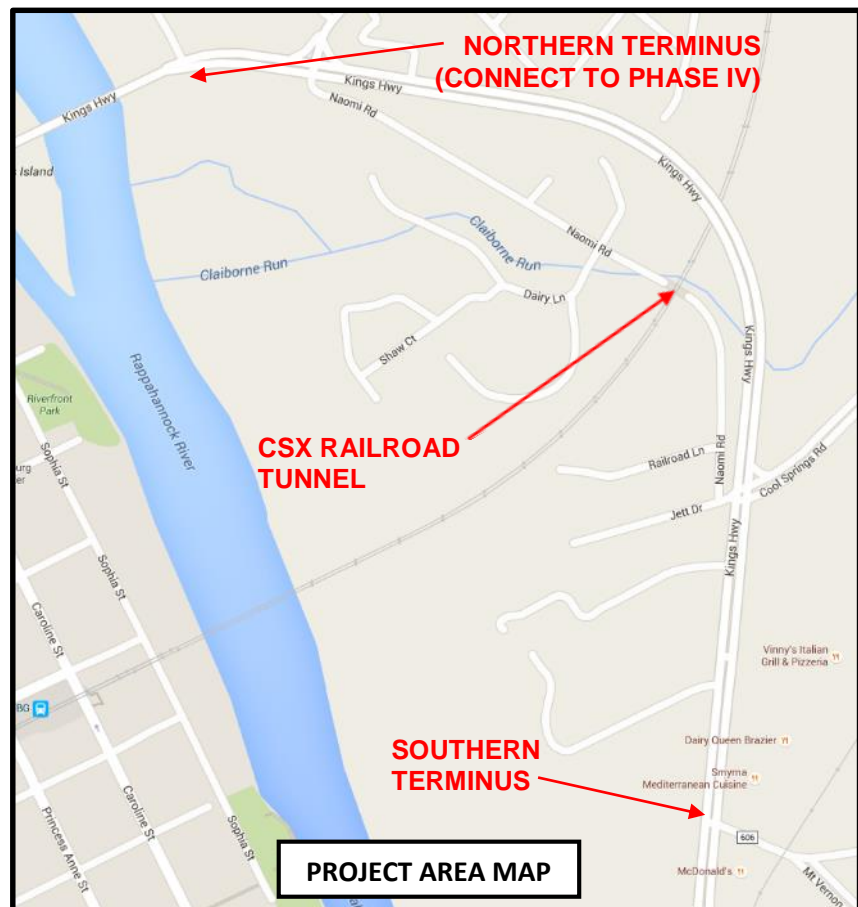 NORTHERN TERMINUS
(CONNECT TO PHASE IV)
Kings Hwy
Kings Hwy
Naomi Rd
Island
Kings Hwy
Claiborne Run
Naomi Rd
Claiborne Run
Dairy Ln
Shaw Ct
Kings Hwy
Rappahannock River
Riverfront
Park
CSX RAILROAD
TUNNEL
Naomi Rd
Railroad Ln
Cool Springs Rd
Sophia St
Jett Dr
Kings Hwy
Sophia St
Caroline St
Vinny's Italian
Grill & Pizzeria
BG
SOUTHERN
TERMINUS
Dairy Queen Brazier
Smyrna
Mediterranean Cuisine
Caroline St
Sophia St
Princess Anne St
606
McDonald's
Mt Vernon
PROJECT AREA MAP